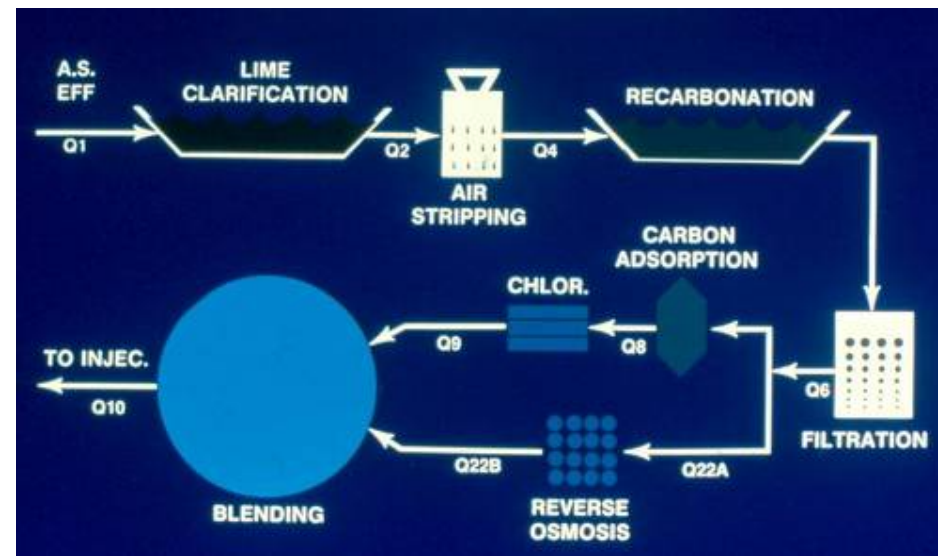 A.S.
EFF
LIME
CLARIFICATION
RECARBONATION
Q1
Q2
Q4
AIR
STRIPPING
CARBON
ADSORPTION
CHLOR.
TO INJEC.
Q9
Q8
Q6
Q10
FILTRATION
Q22B
Q22A
BLENDING
REVERSE
OSMOSIS